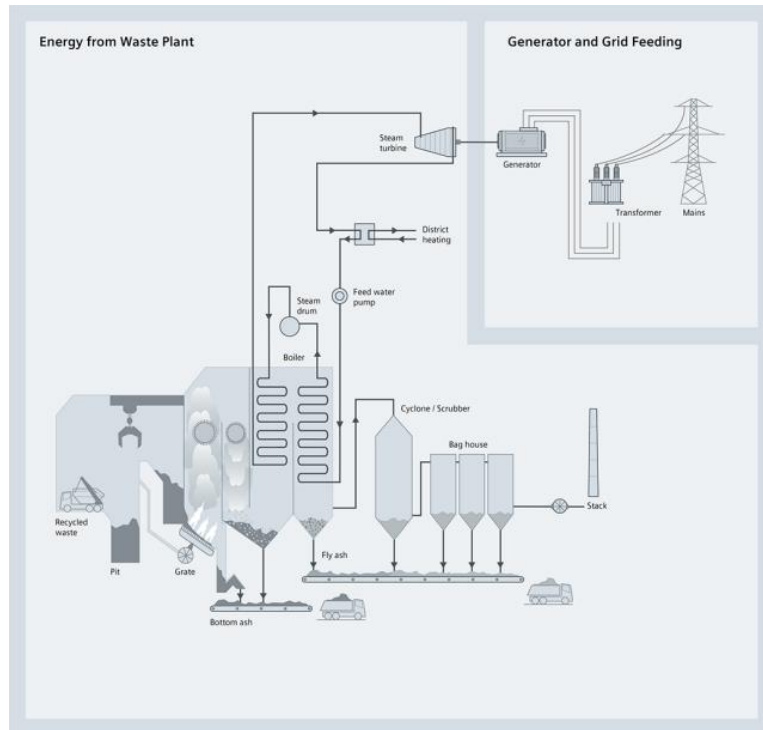 Energy from Waste Plant
Generator and Grid Feeding
Steam
turbine
Generator
Transformer
Mains
District
heating
Feed water
pump
Steam
drum
Boiler
Cyclone / Scrubber
Bag house
Recycled
waste
Stack
Pit
Grate
Fly ash
Bottom ash